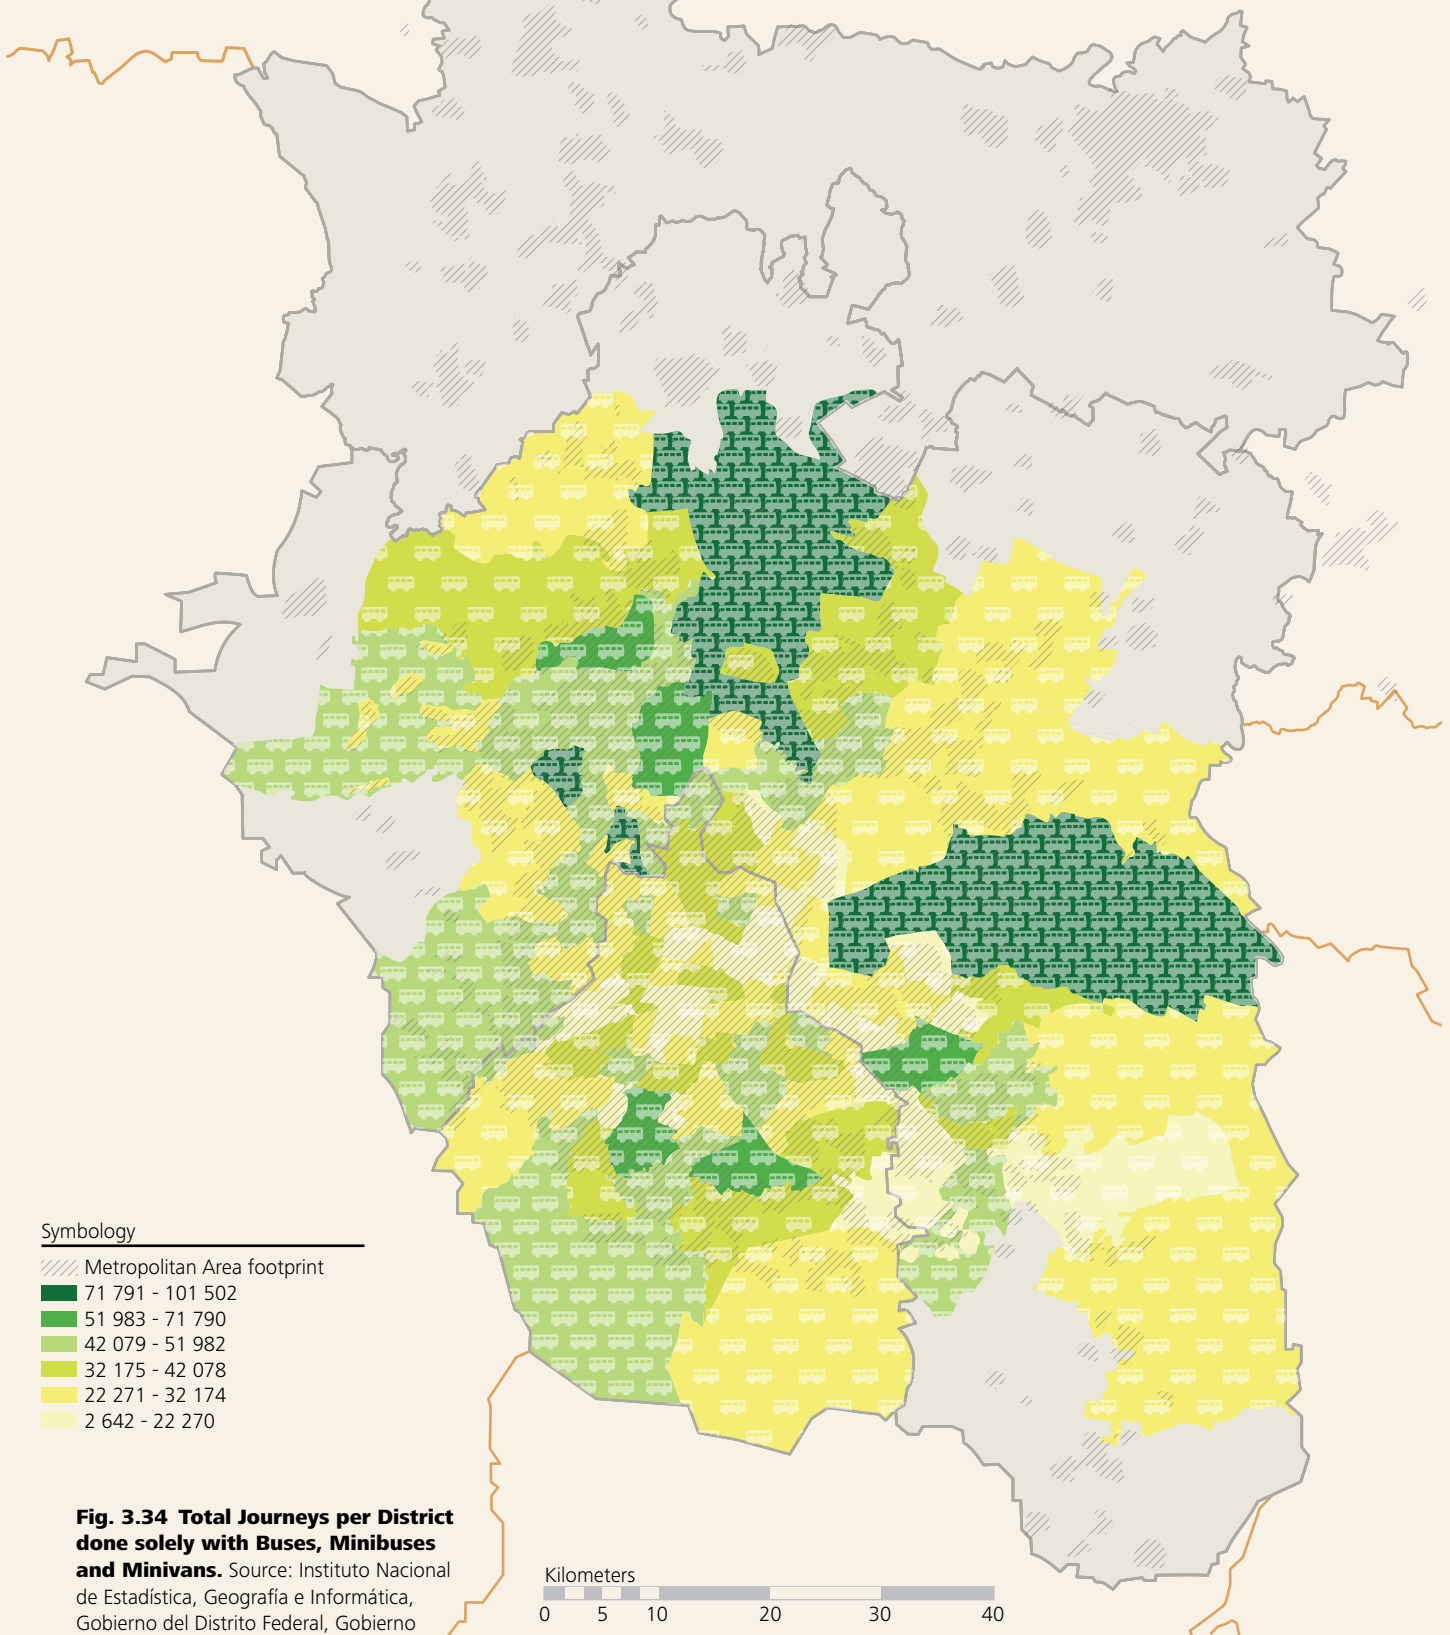 Symbology
Metropolitan Area footprint
71 791 - 101 502
51 983 - 71 790
42 079 - 51 982
32 175 - 42 078
22 271 - 32 174
2 642 - 22 270
Fig. 3.34 Total Journeys per District
done solely with Buses, Minibuses
and Minivans. Source: Instituto Nacional
de Estadística, Geografía e Informática,
Gobierno del Distrito Federal, Gobierno
Kilometers
0 5 10 20 30 40